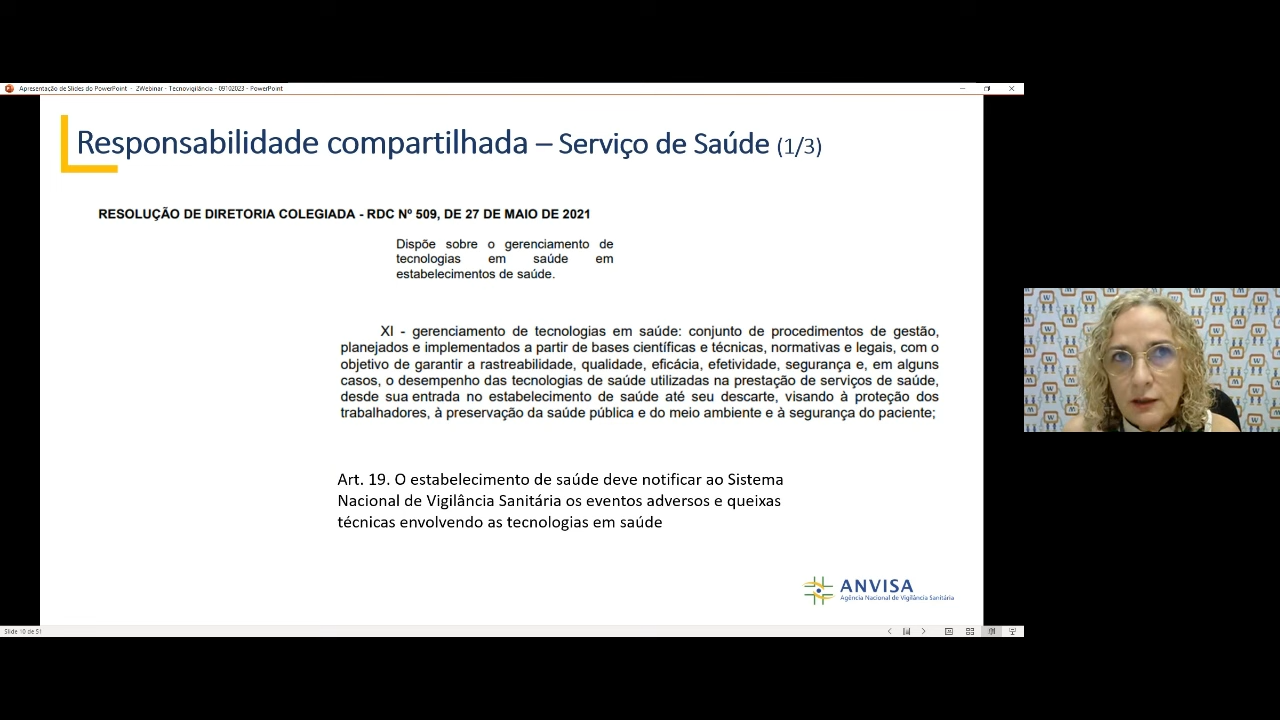 Apresentação de Slides do PowerPoint - 2Webinar - Tecnovigilância - 09102023 - PowerPoint
Responsabilidade compartilhada – Serviço de Saúde (1/3)
RESOLUÇÃO DE DIRETORIA COLEGIADA - RDC Nº 509, DE 27 DE MAIO DE 2021
Dispõe sobre o gerenciamento de
tecnologias em saúde em
estabelecimentos de saúde.
XI - gerenciamento de tecnologias em saúde: conjunto de procedimentos de gestão,
planejados e implementados a partir de bases científicas e técnicas, normativas e legais, com o
objetivo de garantir a rastreabilidade, qualidade, eficácia, efetividade, segurança e, em alguns
casos, o desempenho das tecnologias de saúde utilizadas na prestação de serviços de saúde,
desde sua entrada no estabelecimento de saúde até seu descarte, visando à proteção dos
trabalhadores, à preservação da saúde pública e do meio ambiente e à segurança do paciente;
Art. 19. O estabelecimento de saúde deve notificar ao Sistema
Nacional de Vigilância Sanitária os eventos adversos e queixas
técnicas envolvendo as tecnologias em saúde
ANVISA
Agência Nacional de Vigilância Sanitária
Slide 10 de 51